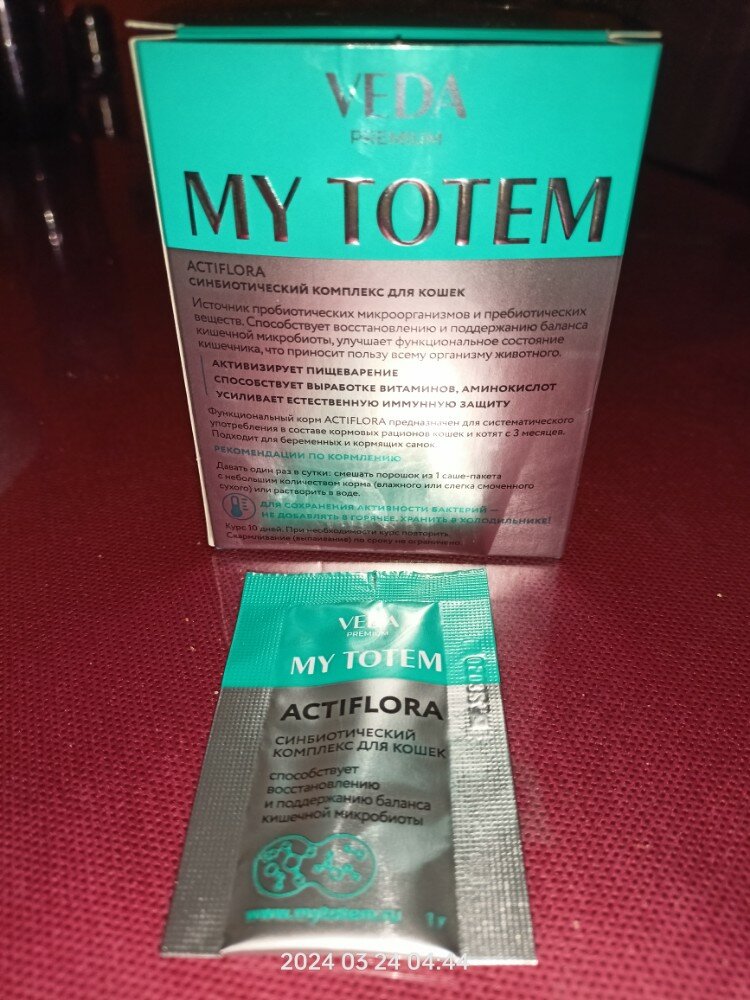 VEDA
PREMIUM
MY TOTEM
ACTIFLORA
СИНБИОТИЧЕСКИЙ КОМПЛЕКС ДЛЯ КОШЕК
Источник пробиотических микроорганизмов и пребиотических
веществ. Способствует восстановлению и поддержанию баланса
кишечной микробиоты, улучшает функциональное состояние
кишечника, что приносит пользу всему организму животного.
АКТИВИЗИРУЕТ ПИЩЕВАРЕНИЕ
СПОСОБСТВУЕТ ВЫРАБОТКЕ ВИТАМИНОВ, АМИНОКИСЛОТ
УСИЛИВАЕТ ЕСТЕСТВЕННУЮ ИММУННУЮ ЗАЩИТУ
Функциональный корм ACTIFLORA предназначен для систематического
употребления в составе кормовых рационов кошек и котят с 3 месяцев.
Подходит для беременных и кормящих самок.
РЕКОМЕНДАЦИИ ПО КОРМЛЕНИЮ
Давать один раз в сутки: смешать порошок из 1 саше-пакета
с небольшим количеством корма (влажного или слегка смоченного
сухого) или растворить в воде.
ДЛЯ СОХРАНЕНИЯ АКТИВНОСТИ БАКТЕРИЙ —
НЕ ДОБАВЛЯТЬ В ГОРЯЧЕЕ. ХРАНИТЬ В ХОЛОДИЛЬНИКЕ!
Курс 10 дней. При необходимости курс повторить.
Скармливание (выпаивание) по сроку не ограничено.
VEDA
PREMIUM
MY TOTEM
ACTIFLORA
СИНБИОТИЧЕСКИЙ
КОМПЛЕКС ДЛЯ КОШЕК
способствует
восстановлению
и поддержанию баланса
кишечной микробиоты
www.mytotem.ru 1 г
2024 03 24 04:44